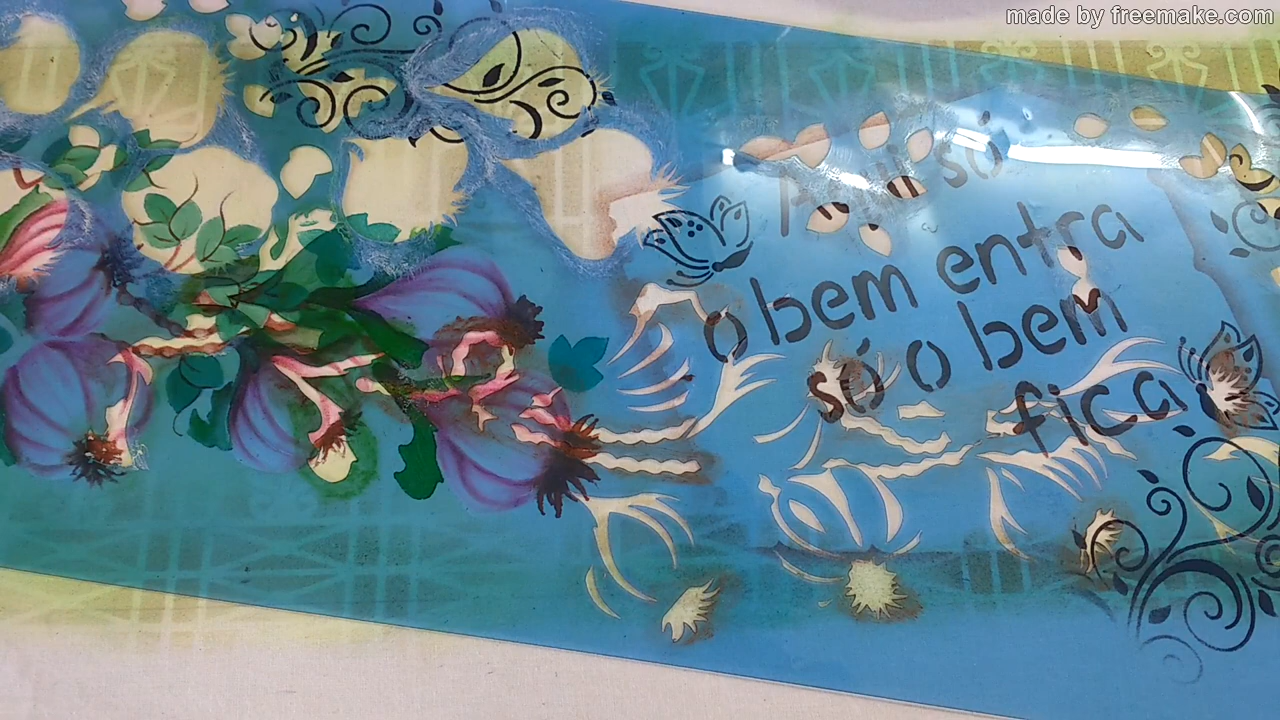 made by freemake.com
só
o bem entra
só o bem
fica